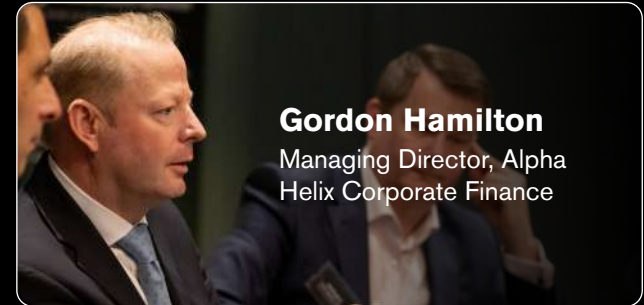 Gordon Hamilton
Managing Director, Alpha
Helix Corporate Finance